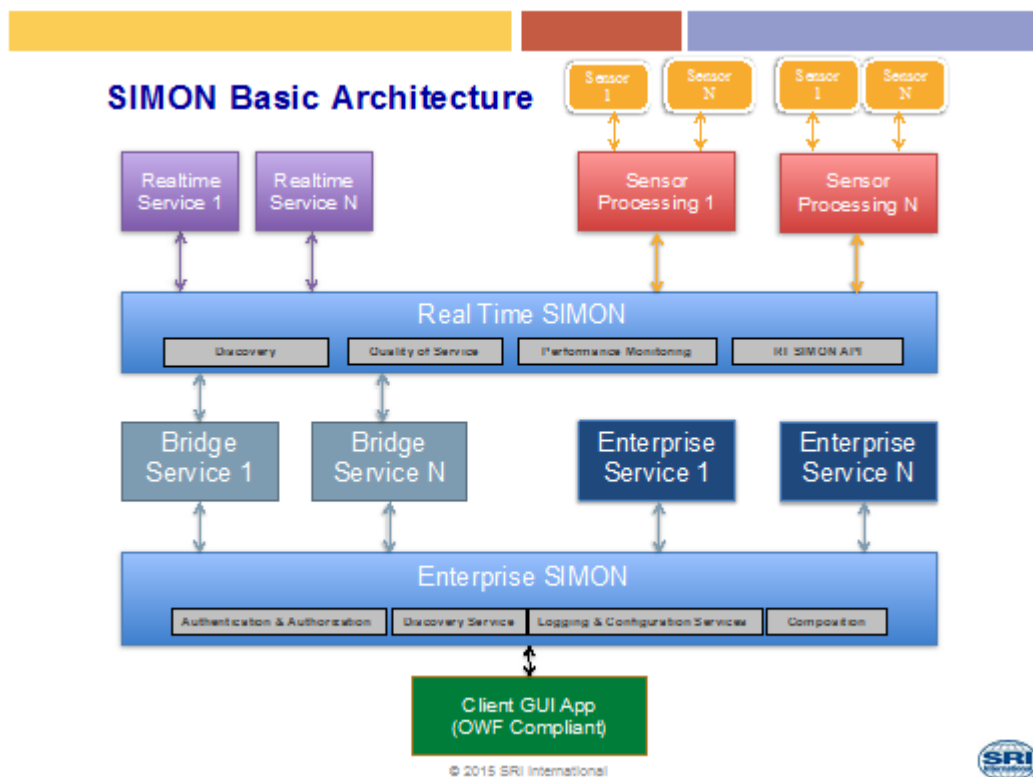 SIMON Basic Architecture
Sensor
1
Sensor
N
Sensor
1
Sensor
N
Realtime
Service 1
Realtime
Service N
Sensor
Processing 1
Sensor
Processing N
Real Time SIMON
Discovery
Quality of Service
Performance Monitoring
RT SIMON API
Bridge
Service 1
Bridge
Service N
Enterprise
Service 1
Enterprise
Service N
Enterprise SIMON
Authentication & Authorization
Discovery Service
Logging & Configuration Services
Composition
Client GUI App
(OWF Compliant)
© 2015 SRI International
SRI
International